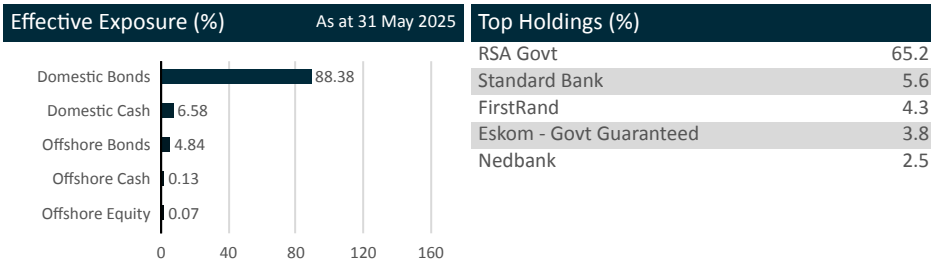 Effective Exposure (%) As at 31 May 2025
Domestic Bonds 88.38
Domestic Cash 6.58
Offshore Bonds 4.84
Offshore Cash 0.13
Offshore Equity 0.07
0 40 80 120 160
Top Holdings (%)
RSA Govt 65.2
Standard Bank 5.6
FirstRand 4.3
Eskom - Govt Guaranteed 3.8
Nedbank 2.5